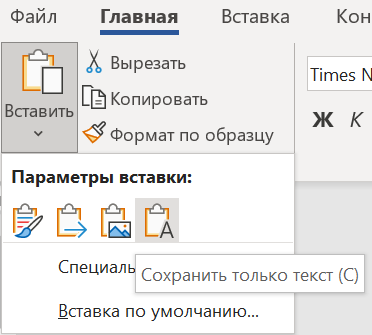 Файл Главная Вставка Кон
Вырезать
Вставить
Копировать
Формат по образцу
Times N
Ж К
Параметры вставки:
A
Специаль
Сохранить только текст (С)
Вставка по умолчанию...